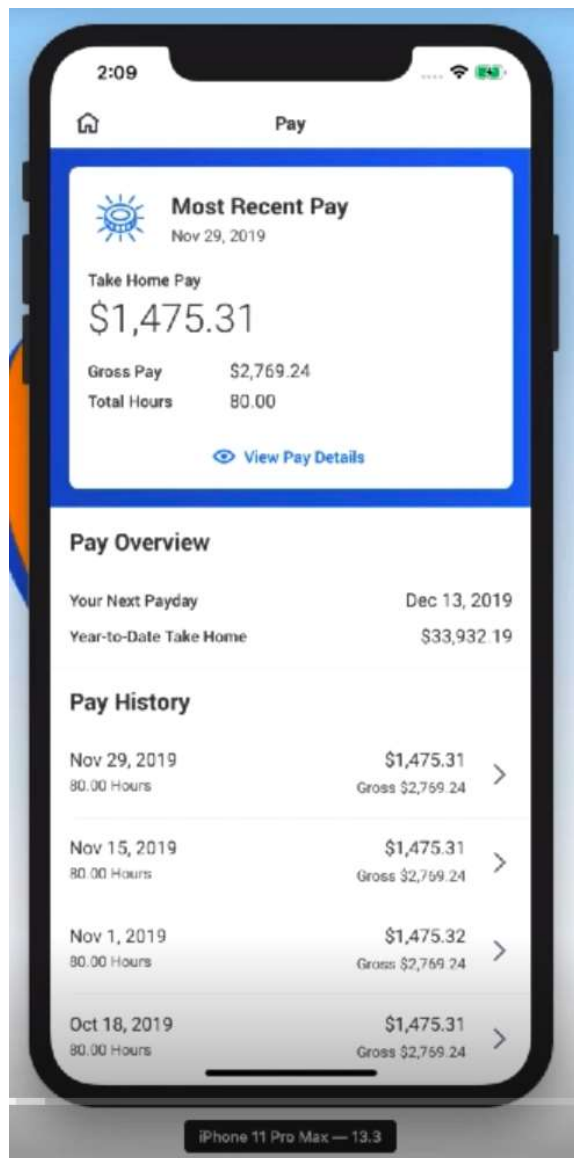 2:09
Pay
Most Recent Pay
Nov 29, 2019
Take Home Pay
$1,475.31
Gross Pay $2,769.24
Total Hours 80.00
View Pay Details
Pay Overview
Your Next Payday Dec 13, 2019
Year-to-Date Take Home $33,932.19
Pay History
Nov 29, 2019 $1,475.31
80.00 Hours Gross $2,769.24
Nov 15, 2019 $1,475.31
80.00 Hours Gross $2,769.24
Nov 1, 2019 $1,475.32
80.00 Hours Gross $2,769.24
Oct 18, 2019 $1,475.31
80.00 Hours Gross $2,769.24
iPhone 11 Pro Max — 13.3